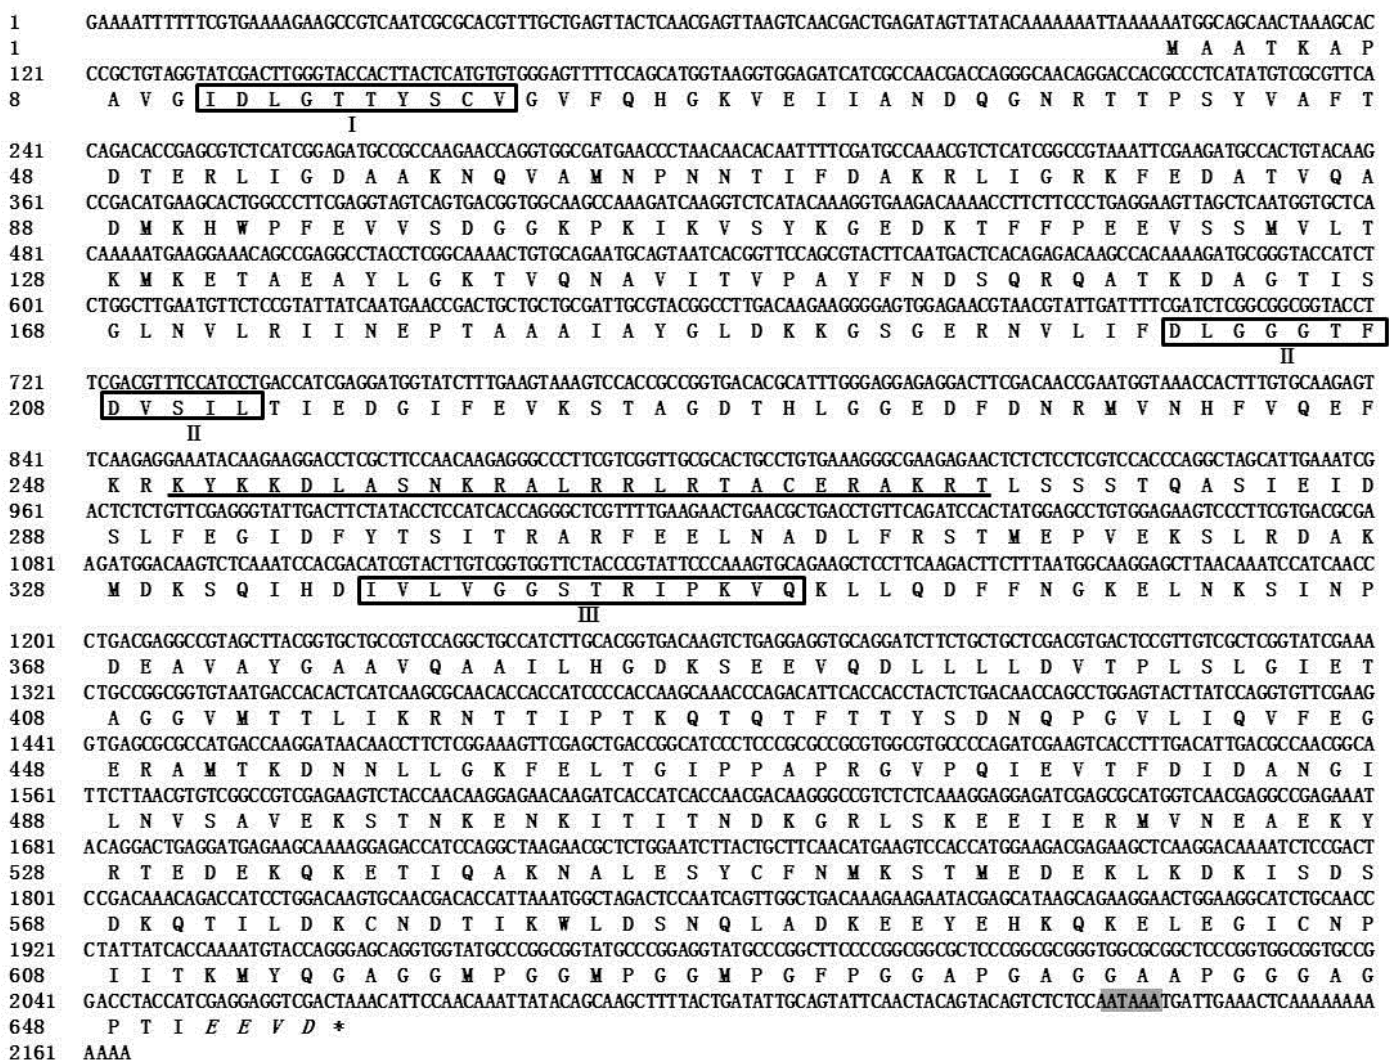 1 GAAAATTTTTTCGTGAAAAGAAGCCGTCAATCGCGCACGTTTGCTGAGTTACTCAACGAGTTAAGTCAACGACTGAGATAGTTATACAAAAAAATTAAAAAATGGCAGCAACTAAAGCAC
1 M A A T K A P
121 CCGCTGTAGGTATCGACTTGGGTACCACTTACTCATGTGTGGGAGTTTTCCAGCATGGTAAGGTGGAGATCATCGCCAACGACCAGGGCAACAGGACCACGCCCTCATATGTCGCGTTCA
8 A V G I D L G T T Y S C V G V F Q H G K V E I I A N D Q G N R T T P S Y V A F T
I
241 CAGACACCGAGCGTCTCATCGGAGATGCCGCCAAGAACCAGGTGGCGATGAACCCTAACAACACAATTTTCGATGCCAAACGTCTCATCGGCCGTAAATTCGAAGATGCCACTGTACAAG
48 D T E R L I G D A A K N Q V A M N P N N T I F D A K R L I G R K F E D A T V Q A
361 CCGACATGAAGCACTGGCCCTTCGAGGTAGTCAGTGACGGTGGCAAGCCAAAGATCAAGGTCTCATACAAAGGTGAAGACAAAACCTTCTTCCCTGAGGAAGTTAGCTCAATGGTGCTCA
88 D M K H W P F E V V S D G G K P K I K V S Y K G E D K T F F P E E V S S M V L T
481 CAAAAATGAAGGAAACAGCCGAGGCCTACCTCGGCAAAACTGTGCAGAATGCAGTAATCACGGTTCCAGCGTACTTCAATGACTCACAGAGACAAGCCACAAAAGATGCGGGTACCATCT
128 K M K E T A E A Y L G K T V Q N A V I T V P A Y F N D S Q R Q A T K D A G T I S
601 CTGGCTTGAATGTTCTCCGTATTATCAATGAACCGACTGCTGCTGCGATTGCGTACGGCCTTGACAAGAAGGGGAGTGGAGAACGTAACGTATTGATTTTCGATCTCGGCGGCGGTACCT
168 G L N V L R I I N E P T A A A I A Y G L D K K G S G E R N V L I F D L G G G T F
II
721 TCGACGTTTCCATCCTGACCATCGAGGATGGTATCTTTGAAGTAAAGTCCACCGCCGGTGACACGCATTTGGGAGGAGAGGACTTCGACAACCGAATGGTAAACCACTTTGTGCAAGAGT
208 D V S I L T I E D G I F E V K S T A G D T H L G G E D F D N R M V N H F V Q E F
II
841 TCAAGAGGAAATACAAGAAGGACCTCGCTTCCAACAAGAGGGCCCTTCGTCGGTTGCGCACTGCCTGTGAAAGGGCGAAGAGAACTCTCTCCTCGTCCACCCAGGCTAGCATTGAAATCG
248 K R K Y K K D L A S N K R A L R R L R T A C E R A K R T L S S S T Q A S I E I D
961 ACTCTCTGTTCGAGGGTATTGACTTCTATACCTCCATCACCAGGGCTCGTTTTGAAGAACTGAACGCTGACCTGTTCAGATCCACTATGGAGCCTGTGGAGAAGTCCCTTCGTGACGCGA
288 S L F E G I D F Y T S I T R A R F E E L N A D L F R S T M E P V E K S L R D A K
1081 AGATGGACAAGTCTCAAATCCACGACATCGTACTTGTCGGTGGTTCTACCCGTATTCCCAAAGTGCAGAAGCTCCTTCAAGACTTCTTTAATGGCAAGGAGCTTAACAAATCCATCAACC
328 M D K S Q I H D I V L V G G S T R I P K V Q K L L Q D F F N G K E L N K S I N P
III
1201 CTGACGAGGCCGTAGCTTACGGTGCTGCCGTCCAGGCTGCCATCTTGCACGGTGACAAGTCTGAGGAGGTGCAGGATCTTCTGCTGCTCGACGTGACTCCGTTGTCGCTCGGTATCGAAA
368 D E A V A Y G A A V Q A A I L H G D K S E E V Q D L L L L D V T P L S L G I E T
1321 CTGCCGGCGGTGTAATGACCACACTCATCAAGCGCAACACCACCATCCCCACCAAGCAAACCCAGACATTCACCACCTACTCTGACAACCAGCCTGGAGTACTTATCCAGGTGTTCGAAG
408 A G G V M T T L I K R N T T I P T K Q T Q T F T T Y S D N Q P G V L I Q V F E G
1441 GTGAGCGCGCCATGACCAAGGATAACAACCTTCTCGGAAAGTTCGAGCTGACCGGCATCCCTCCCGCGCCGCGTGGCGTGCCCCAGATCGAAGTCACCTTTGACATTGACGCCAACGGCA
448 E R A M T K D N N L L G K F E L T G I P P A P R G V P Q I E V T F D I D A N G I
1561 TTCTTAACGTGTCGGCCGTCGAGAAGTCTACCAACAAGGAGAACAAGATCACCATCACCAACGACAAGGGCCGTCTCTCAAAGGAGGAGATCGAGCGCATGGTCAACGAGGCCGAGAAAT
488 L N V S A V E K S T N K E N K I T I T N D K G R L S K E E I E R M V N E A E K Y
1681 ACAGGACTGAGGATGAGAAGCAAAAGGAGACCATCCAGGCTAAGAACGCTCTGGAATCTTACTGCTTCAACATGAAGTCCACCATGGAAGACGAGAAGCTCAAGGACAAAATCTCCGACT
528 R T E D E K Q K E T I Q A K N A L E S Y C F N M K S T M E D E K L K D K I S D S
1801 CCGACAAACAGACCATCCTGGACAAGTGCAACGACACCATTAAATGGCTAGACTCCAATCAGTTGGCTGACAAAGAAGAATACGAGCATAAGCAGAAGGAACTGGAAGGCATCTGCAACC
568 D K Q T I L D K C N D T I K W L D S N Q L A D K E E Y E H K Q K E L E G I C N P
1921 CTATTATCACCAAAATGTACCAGGGAGCAGGTGGTATGCCCGGCGGTATGCCCGGAGGTATGCCCGGCTTCCCCGGCGGCGCTCCCGGCGCGGGTGGCGCGGCTCCCGGTGGCGGTGCCG
608 I I T K M Y Q G A G G M P G G M P G G M P G F P G G A P G A G G A A P G G G A G
2041 GACCTACCATCGAGGAGGTCGACTAAACATTCCAACAAATTATACAGCAAGCTTTTACTGATATTGCAGTATTCAACTACAGTACAGTCTCTCCAATAAATGATTGAAACTCAAAAAAAA
648 P T I E E V D *
2161 AAAA